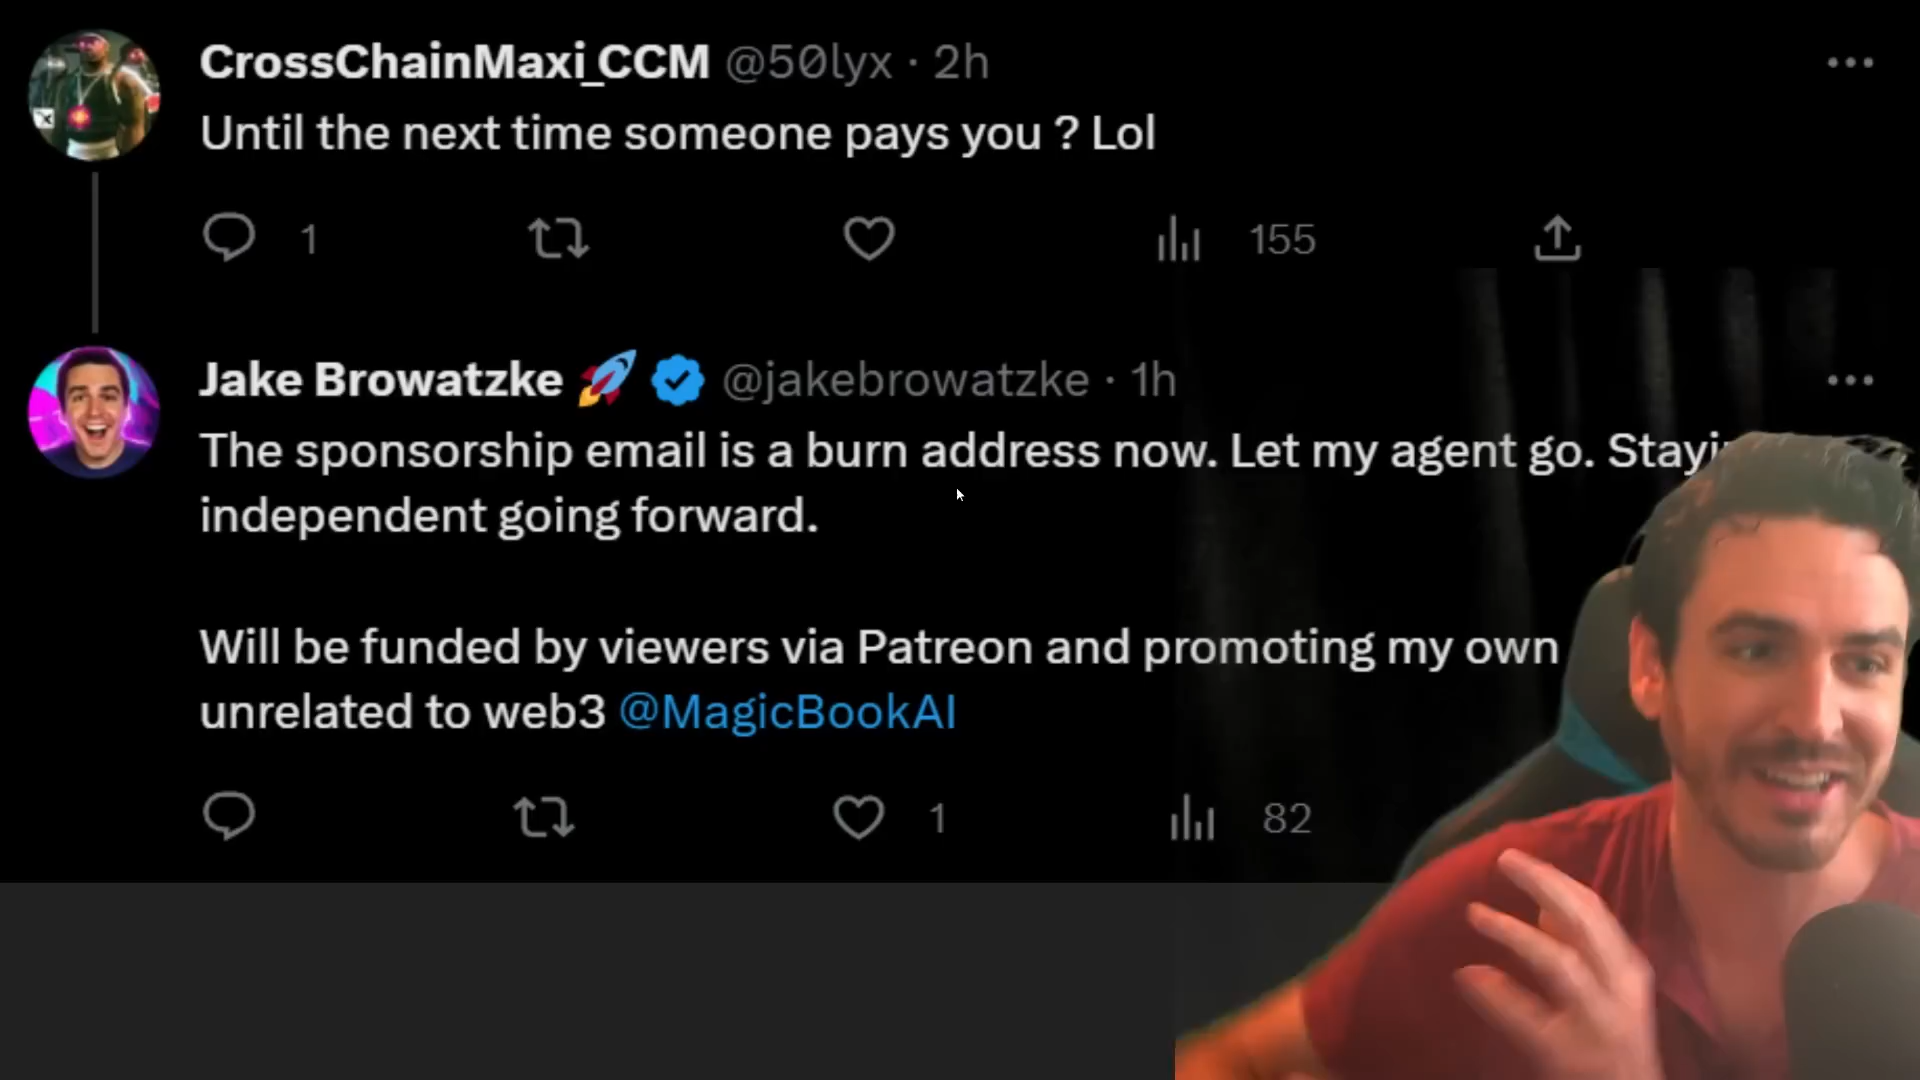 CrossChainMaxi_CCM @50lyx · 2h
Until the next time someone pays you ? Lol
1 155
Jake Browatzke 🚀 @jakebrowatzke · 1h
The sponsorship email is a burn address now. Let my agent go.
independent going forward.
Will be funded by viewers via Patreon and promoting my own
unrelated to web3 @MagicBookAI
1 82